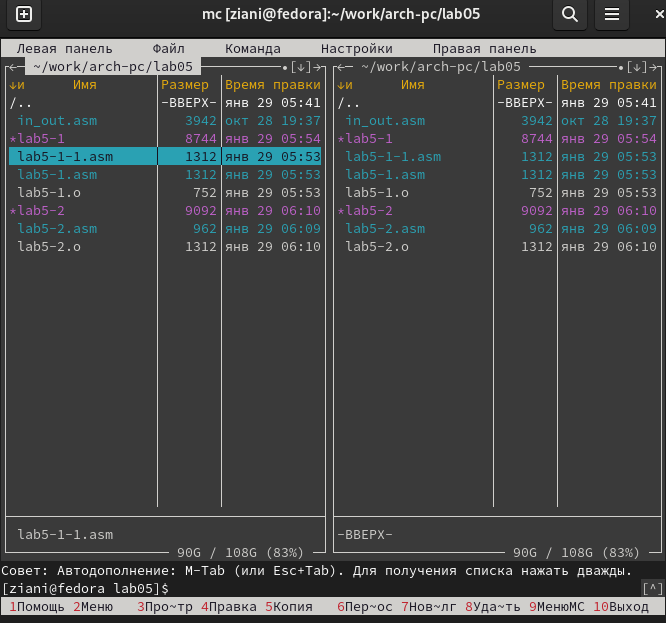 mc [ziani@fedora]:~/work/arch-pc/lab05
Левая панель Файл Команда Настройки Правая панель
~/work/arch-pc/lab05 •[↓] ~/work/arch-pc/lab05 •[↓]
↓и Имя Размер Время правки ↓и Имя Размер Время правки
/.. -ВВЕРХ- янв 29 05:41 /.. -ВВЕРХ- янв 29 05:41
in_out.asm 3942 окт 28 19:37 in_out.asm 3942 окт 28 19:37
*lab5-1 8744 янв 29 05:54 *lab5-1 8744 янв 29 05:54
lab5-1-1.asm 1312 янв 29 05:53 lab5-1-1.asm 1312 янв 29 05:53
lab5-1.asm 1312 янв 29 05:53 lab5-1.asm 1312 янв 29 05:53
lab5-1.o 752 янв 29 05:53 lab5-1.o 752 янв 29 05:53
*lab5-2 9092 янв 29 06:10 *lab5-2 9092 янв 29 06:10
lab5-2.asm 962 янв 29 06:09 lab5-2.asm 962 янв 29 06:09
lab5-2.o 1312 янв 29 06:10 lab5-2.o 1312 янв 29 06:10
lab5-1-1.asm -ВВЕРХ-
90G / 108G (83%) 90G / 108G (83%)
Совет: Автодополнение: M-Tab (или Esc+Tab). Для получения списка нажать дважды.
[ziani@fedora lab05]$ [^]
1Помощь 2Меню 3Про~тр 4Правка 5Копия 6Пер~ос 7Нов~лг 8Уда~ть 9МенюMC 10Выход